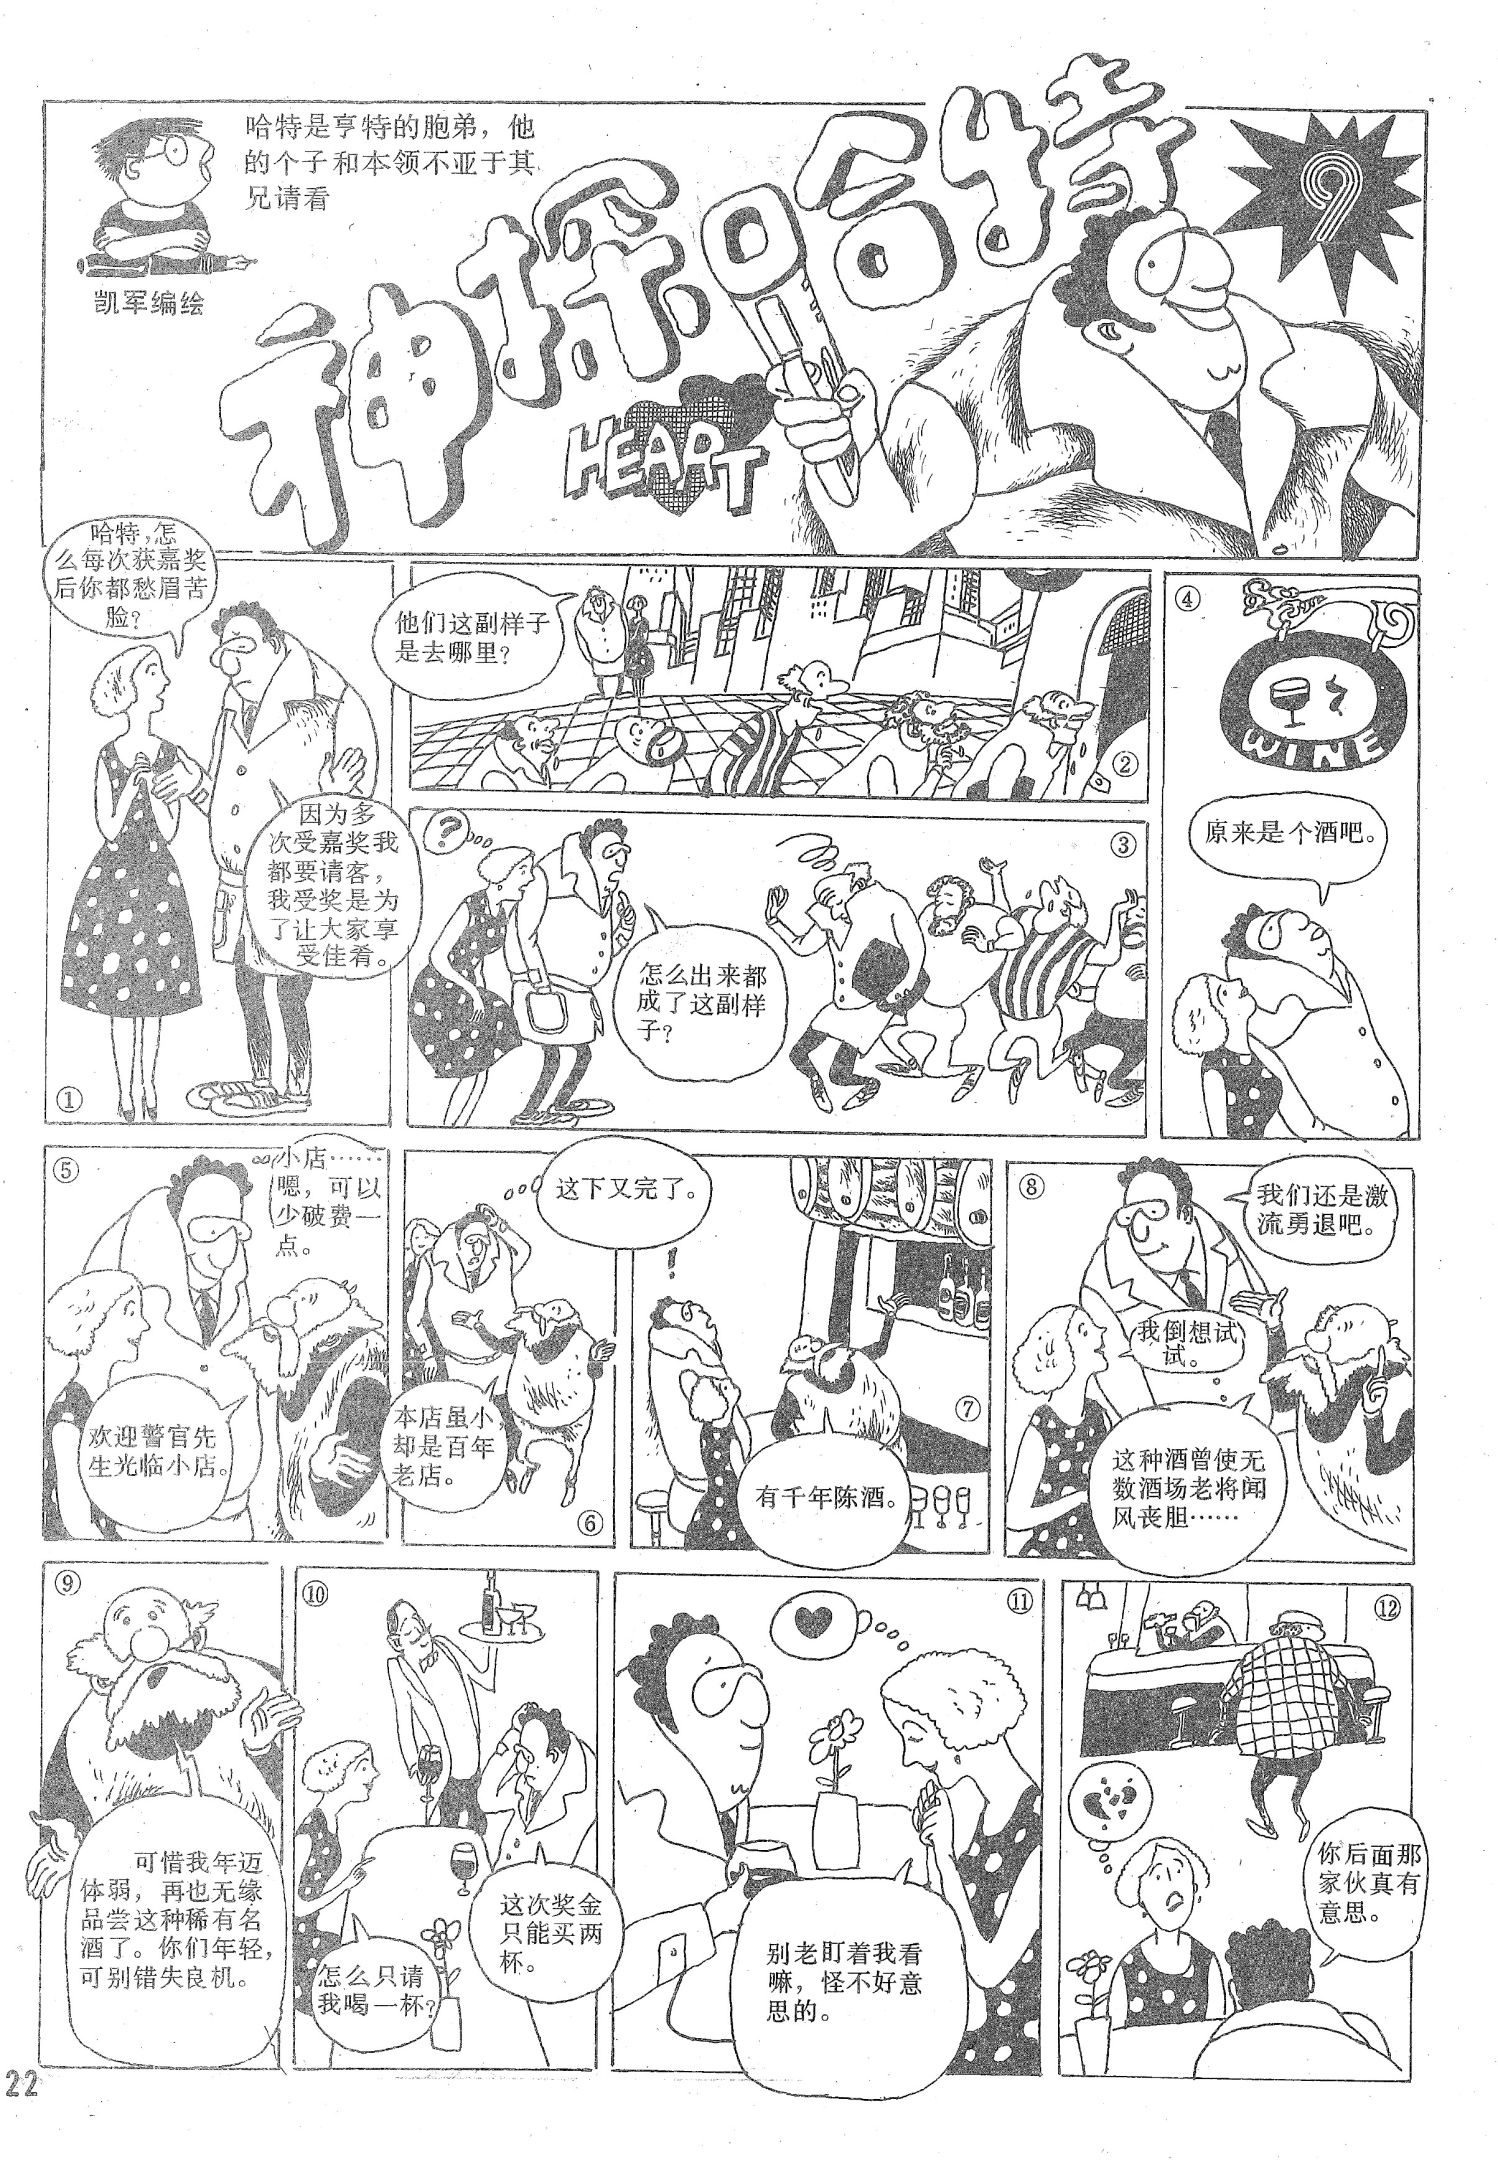 哈特是亨特的胞弟，他
的个子和本领不亚于其
兄请看
凯军编绘
神探哈特
HEART
9
哈特，怎
么每次获嘉奖
后你都愁眉苦
脸？
因为多
次受嘉奖我
都要请客，
我受奖是为
了让大家享
受佳肴。
①
他们这副样子
是去哪里？
②
?
怎么出来都
成了这副样
子？
③
④
WINE
原来是个酒吧。
⑤
小店……
嗯，可以
少破费一
点。
欢迎警官先
生光临小店。
这下又完了。
本店虽小，
却是百年
老店。
⑥
!
有千年陈酒。
⑦
⑧
我们还是激
流勇退吧。
我倒想试
试。
这种酒曾使无
数酒场老将闻
风丧胆……
⑨
可惜我年迈
体弱，再也无缘
品尝这种稀有名
酒了。你们年轻，
可别错失良机。
⑩
怎么只请
我喝一杯？
这次奖金
只能买两
杯。
⑪
别老盯着我看
嘛，怪不好意
思的。
⑫
你后面那
家伙真有
意思。
22